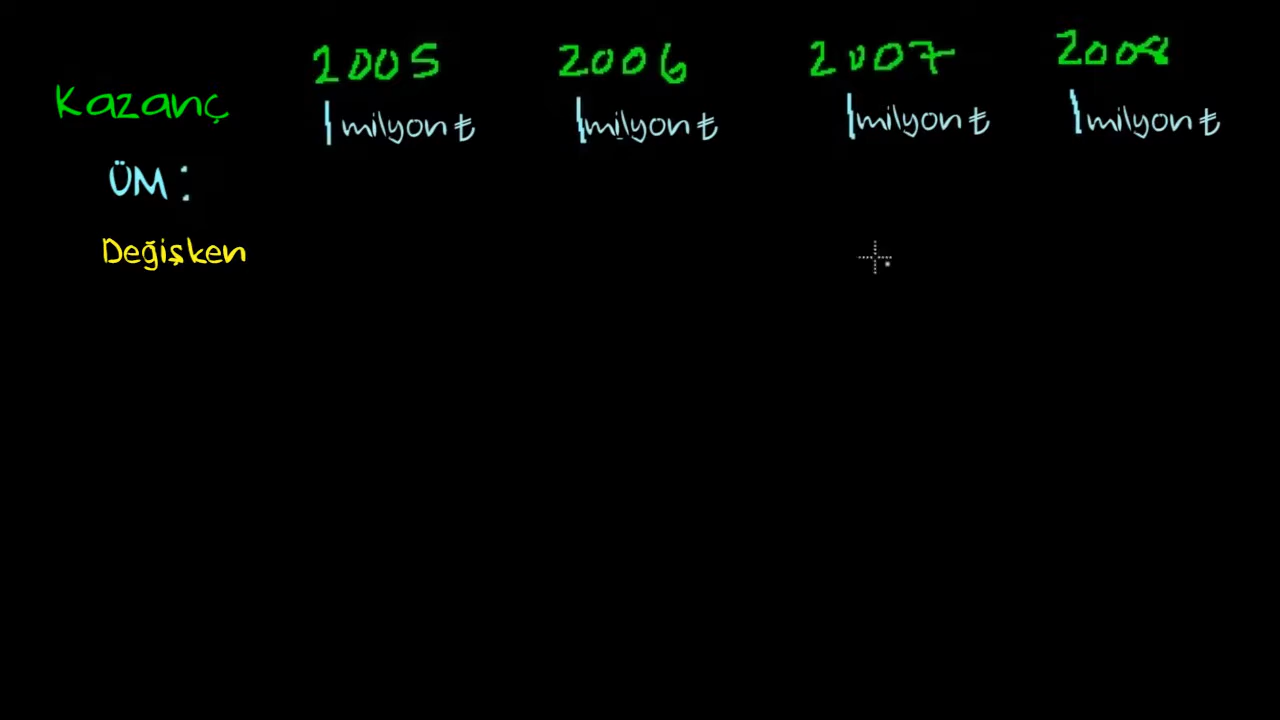 2005 2006 2007 2008
Kazanç 1 milyon ₺ 1 milyon ₺ 1 milyon ₺ 1 milyon ₺
ÜM :
Değişken